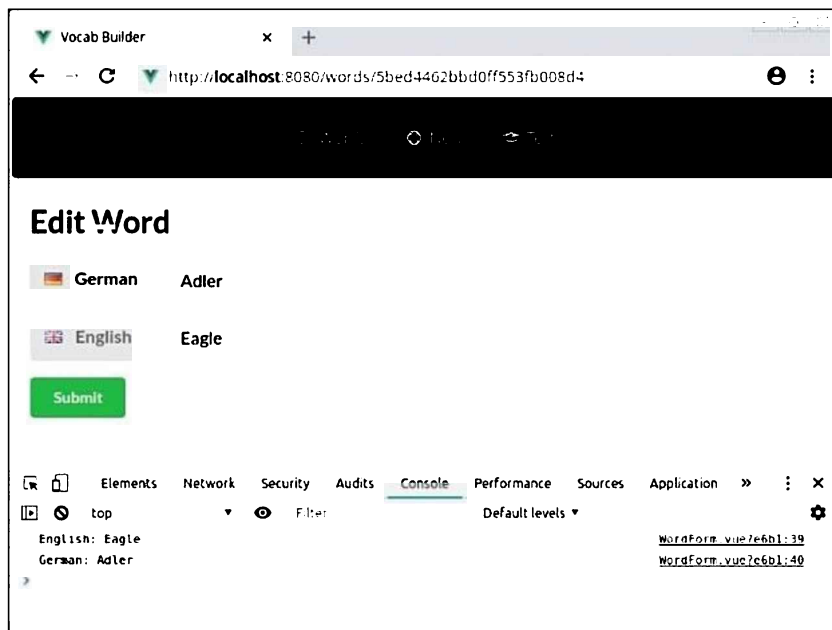 Vocab Builder
http://localhost:8080/words/5bed4462bbd0ff553fb008d4
Edit Word
German Adler
English Eagle
Submit
Elements Network Security Audits Console Performance Sources Application »
top Filter Default levels ▼
English: Eagle WordForm.vue?e6b1:39
German: Adler WordForm.vue?e6b1:40